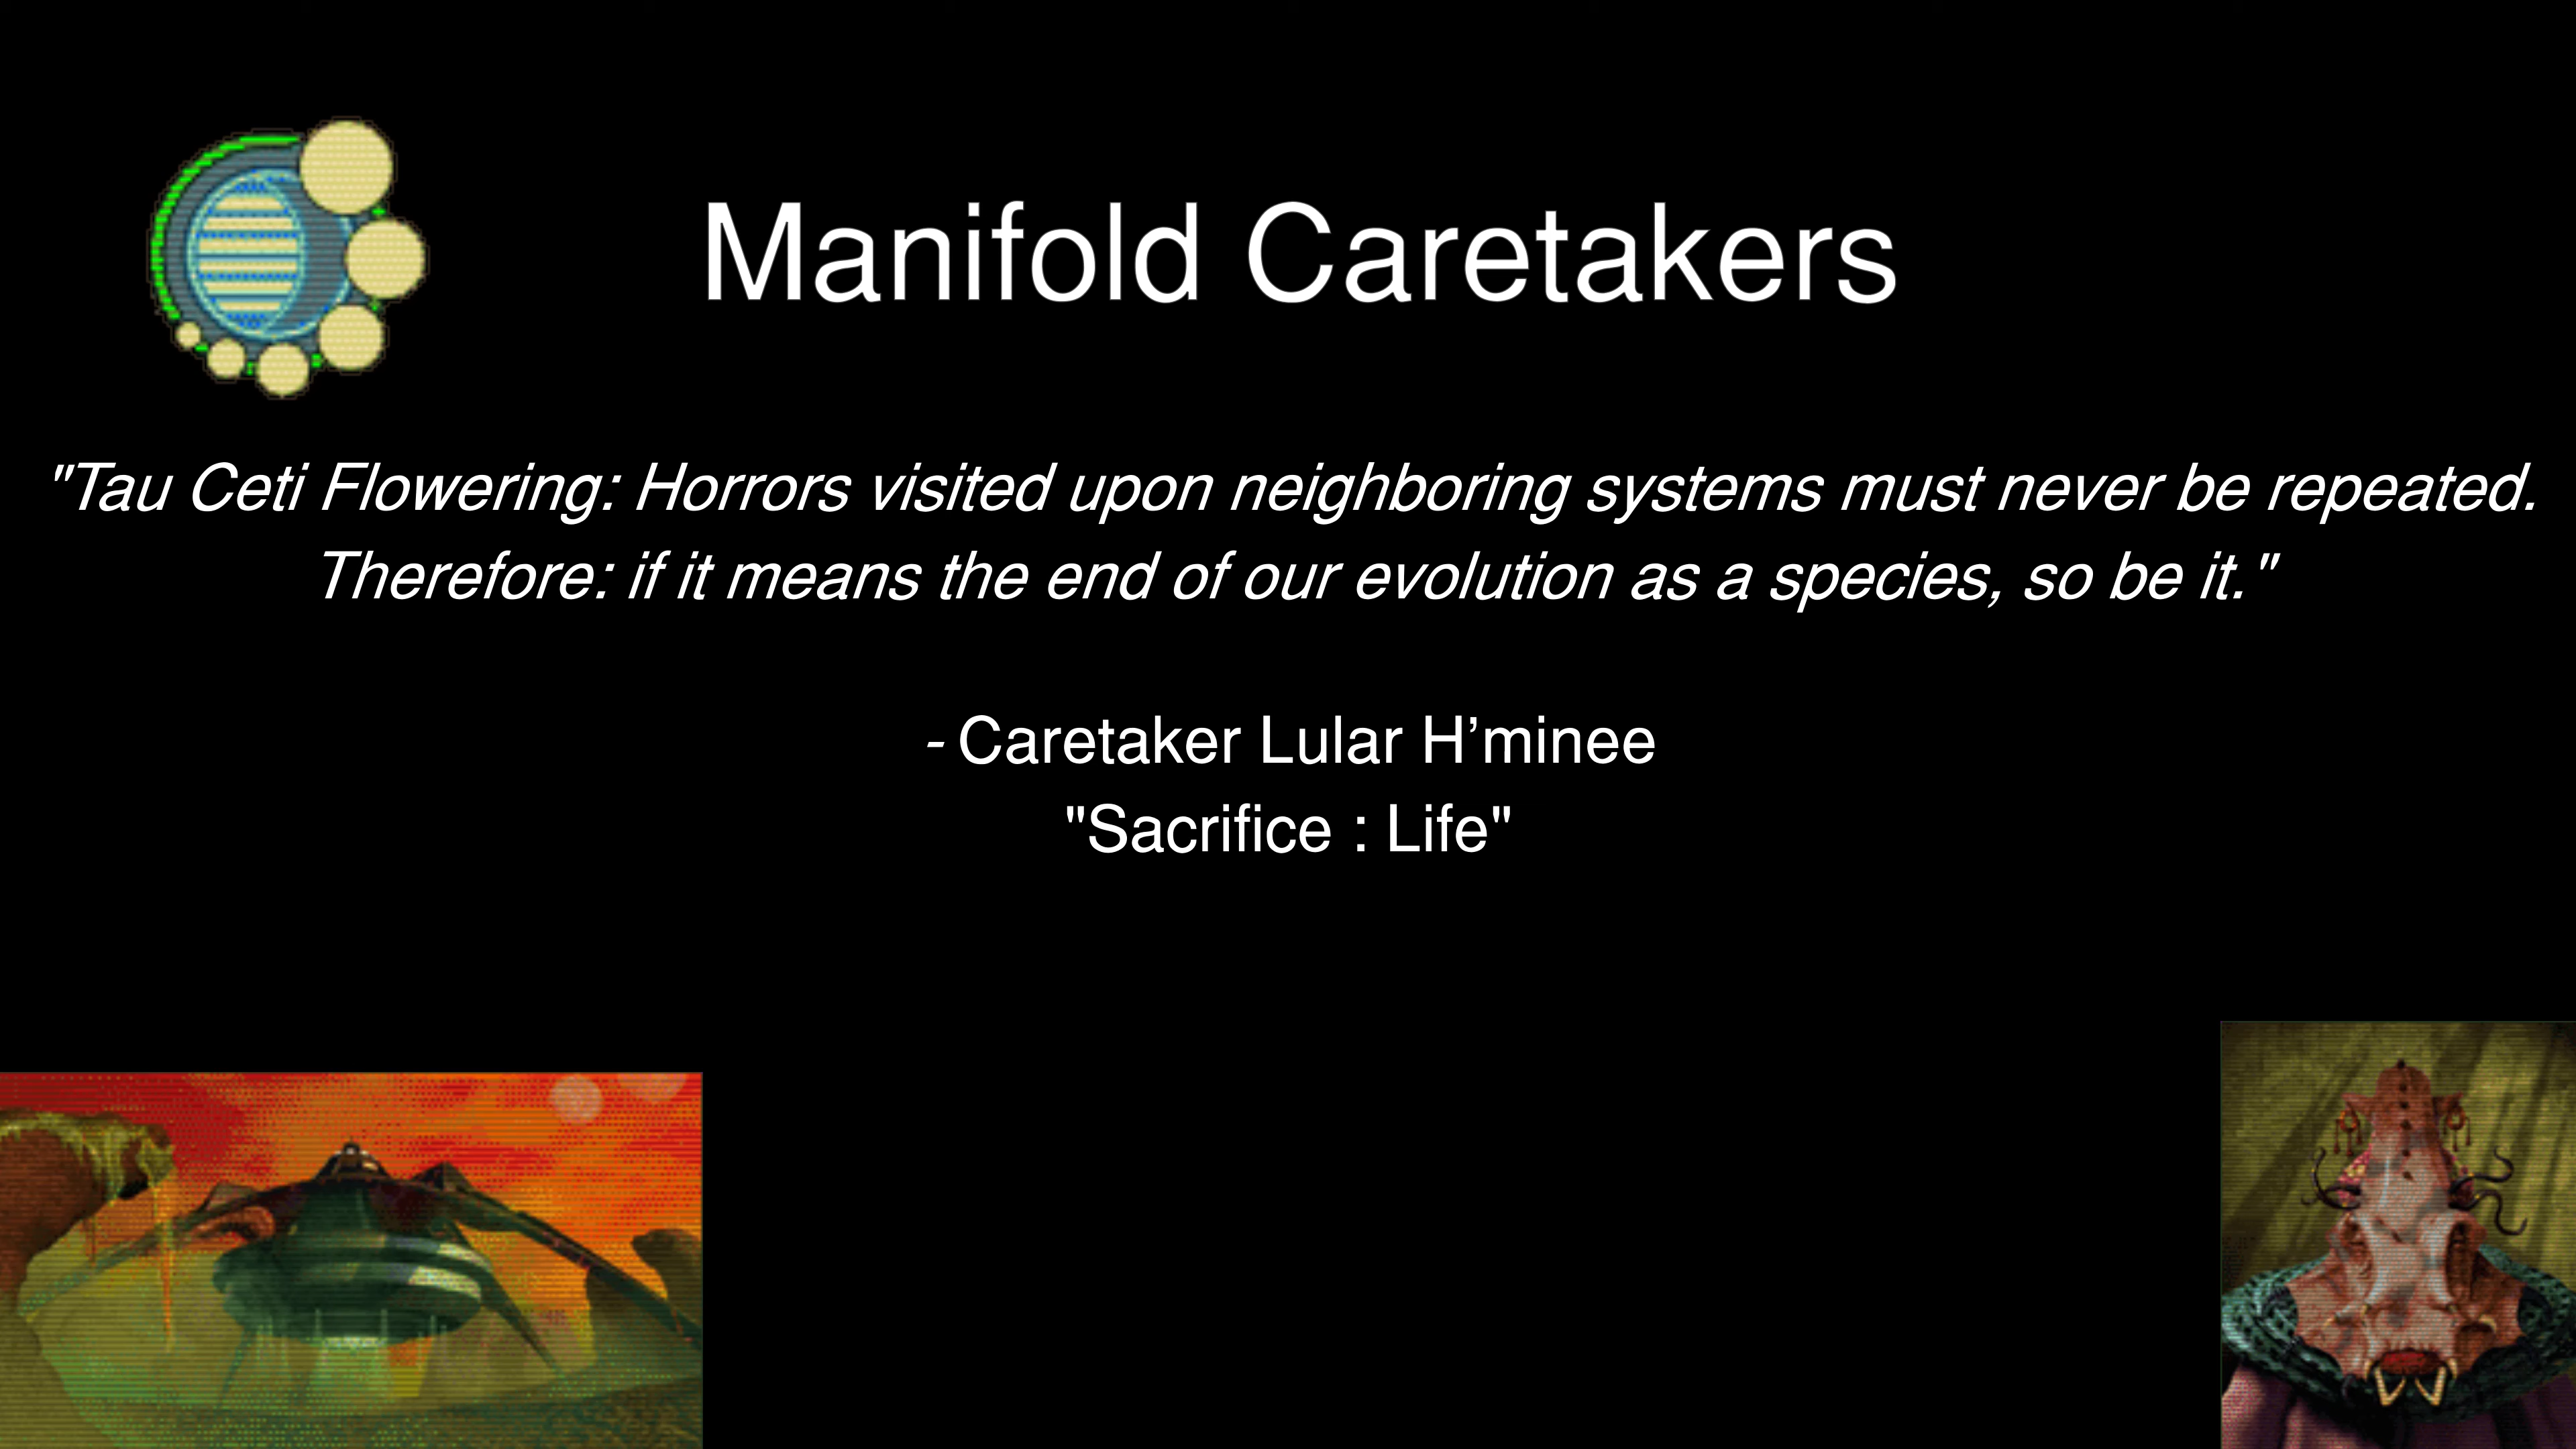 Manifold Caretakers
"Tau Ceti Flowering: Horrors visited upon neighboring systems must never be repeated.
Therefore: if it means the end of our evolution as a species, so be it."
- Caretaker Lular H’minee
"Sacrifice : Life"